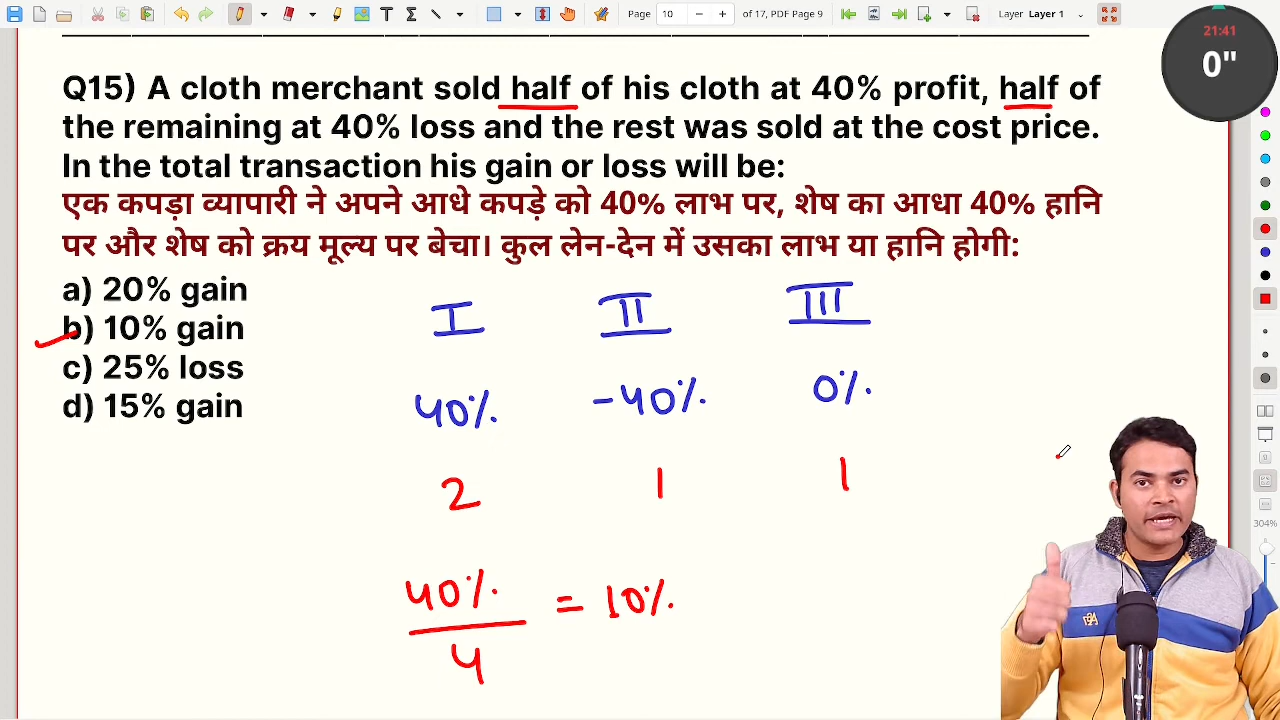 Page 10 of 17, PDF Page 9 Layer Layer 1
21:41
0"
304%
Q15) A cloth merchant sold half of his cloth at 40% profit, half of
the remaining at 40% loss and the rest was sold at the cost price.
In the total transaction his gain or loss will be:
एक कपड़ा व्यापारी ने अपने आधे कपड़े को 40% लाभ पर, शेष का आधा 40% हानि
पर और शेष को क्रय मूल्य पर बेचा। कुल लेन-देन में उसका लाभ या हानि होगी:
a) 20% gain
b) 10% gain
c) 25% loss
d) 15% gain
I II III
40% -40% 0%
2 1 1
40%
4
= 10%